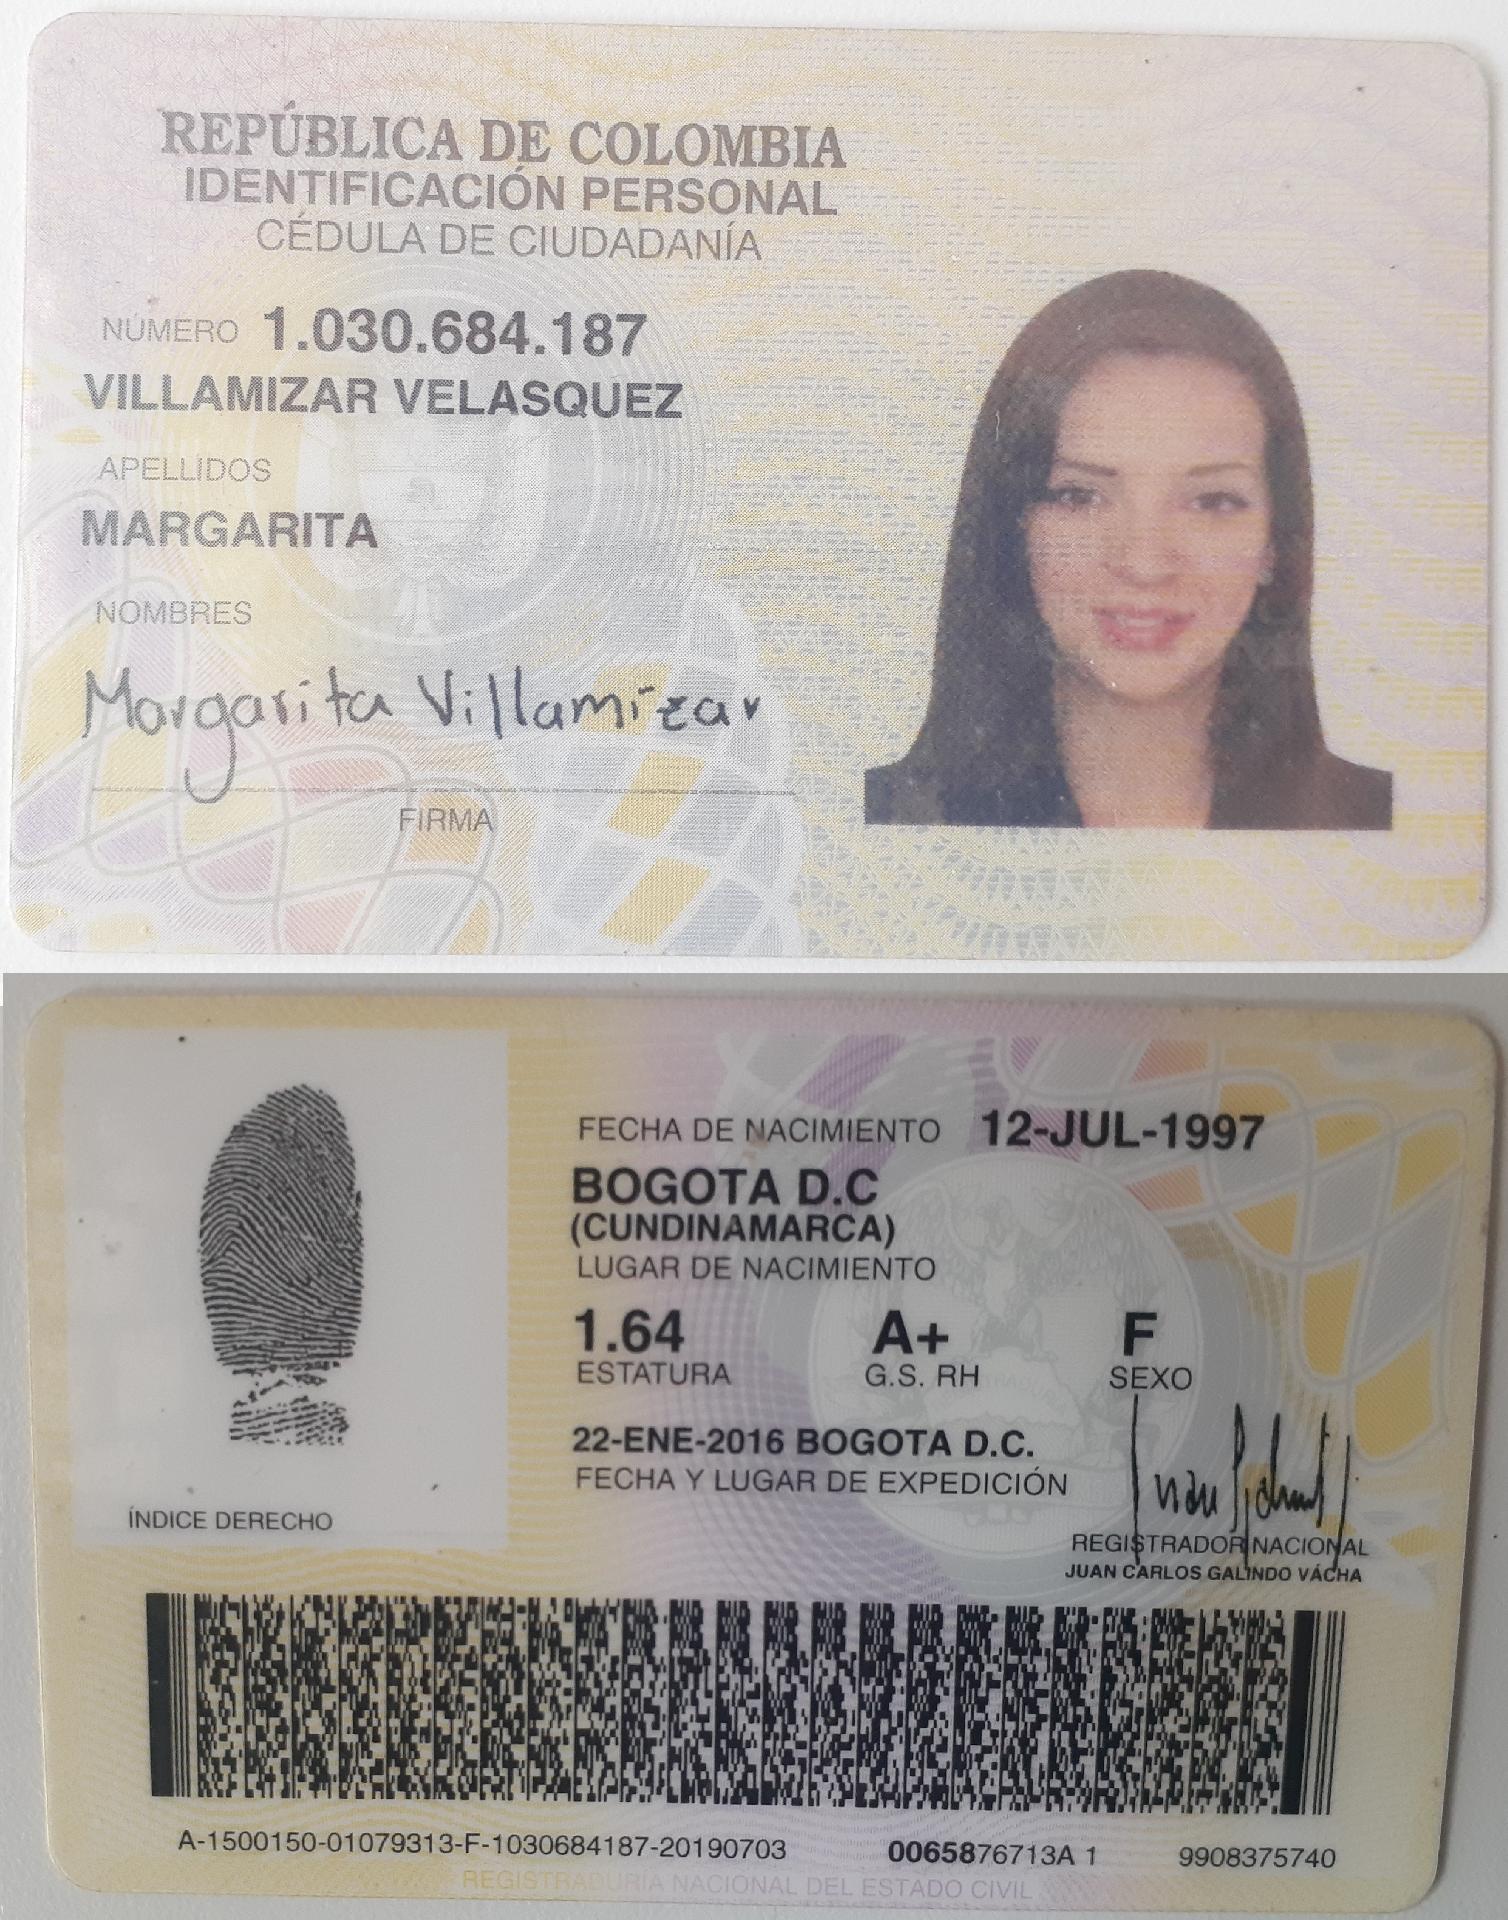 REPÚBLICA DE COLOMBIA
IDENTIFICACIÓN PERSONAL
CÉDULA DE CIUDADANÍA
NÚMERO 1.030.684.187
VILLAMIZAR VELASQUEZ
APELLIDOS
MARGARITA
NOMBRES
Margarita Villamizar
FIRMA
FECHA DE NACIMIENTO 12-JUL-1997
BOGOTA D.C
(CUNDINAMARCA)
LUGAR DE NACIMIENTO
1.64 A+ F
ESTATURA G.S. RH SEXO
22-ENE-2016 BOGOTA D.C.
FECHA Y LUGAR DE EXPEDICIÓN
ÍNDICE DERECHO
REGISTRADOR NACIONAL
JUAN CARLOS GALINDO VÁCHA
A-1500150-01079313-F-1030684187-20190703 0065876713A 1 9908375740
REGISTRADURIA NACIONAL DEL ESTADO CIVIL